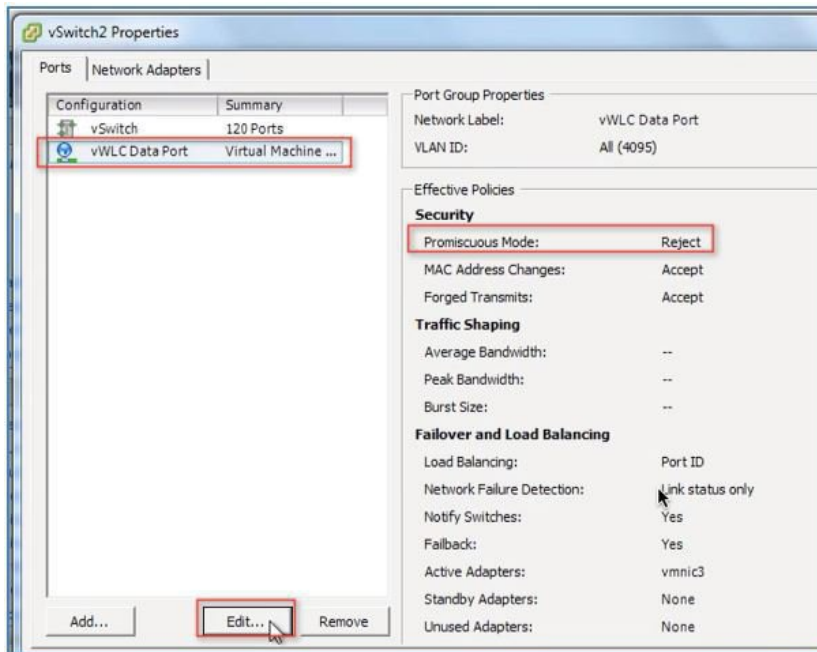 vSwitch2 Properties
Ports Network Adapters
Configuration Summary
vSwitch 120 Ports
vWLC Data Port Virtual Machine ...
Add... Edit... Remove
Port Group Properties
Network Label: vWLC Data Port
VLAN ID: All (4095)
Effective Policies
Security
Promiscuous Mode: Reject
MAC Address Changes: Accept
Forged Transmits: Accept
Traffic Shaping
Average Bandwidth: --
Peak Bandwidth: --
Burst Size: --
Failover and Load Balancing
Load Balancing: Port ID
Network Failure Detection: Link status only
Notify Switches: Yes
Failback: Yes
Active Adapters: vmnic3
Standby Adapters: None
Unused Adapters: None